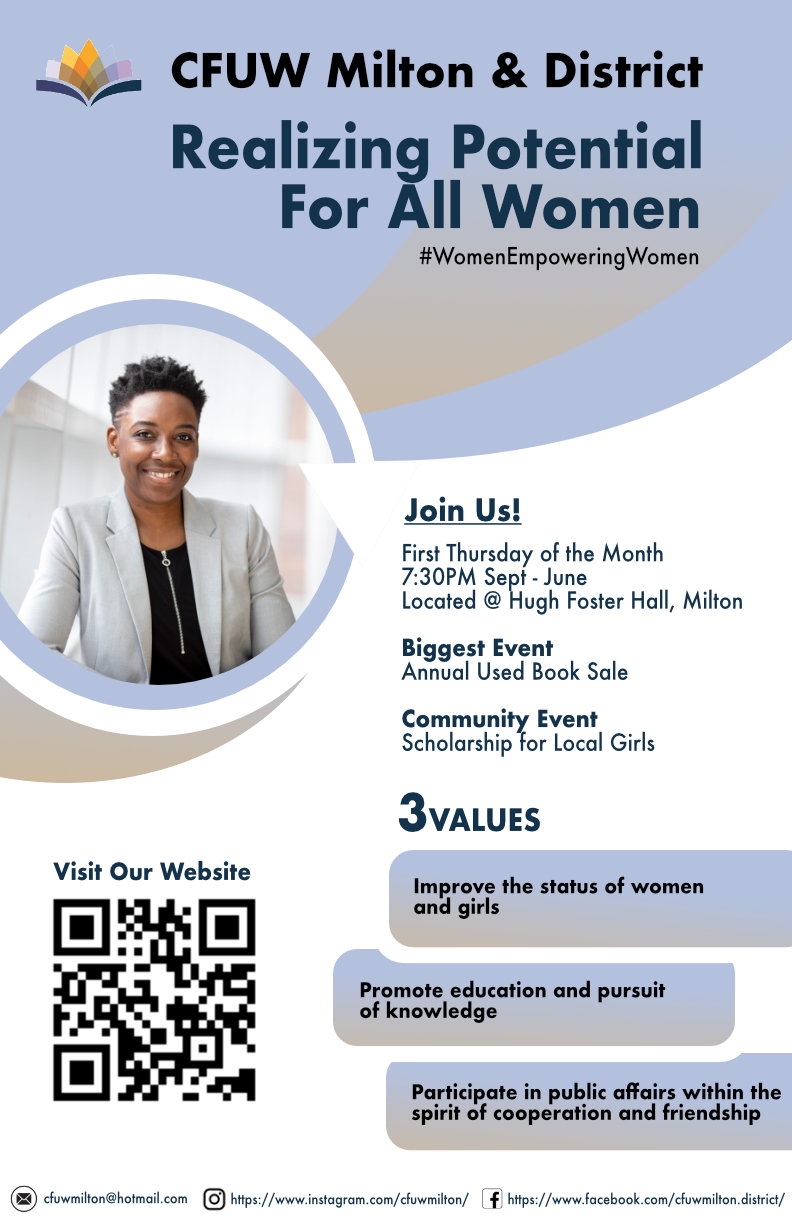 CFUW Milton & District
Realizing Potential
For All Women
#WomenEmpoweringWomen
Join Us!
First Thursday of the Month
7:30PM Sept - June
Located @ Hugh Foster Hall, Milton
Biggest Event
Annual Used Book Sale
Community Event
Scholarship for Local Girls
3VALUES
Improve the status of women
and girls
Promote education and pursuit
of knowledge
Participate in public affairs within the
spirit of cooperation and friendship
Visit Our Website
cfuwmilton@hotmail.com
https://www.instagram.com/cfuwmilton/
https://www.facebook.com/cfuwmilton.district/